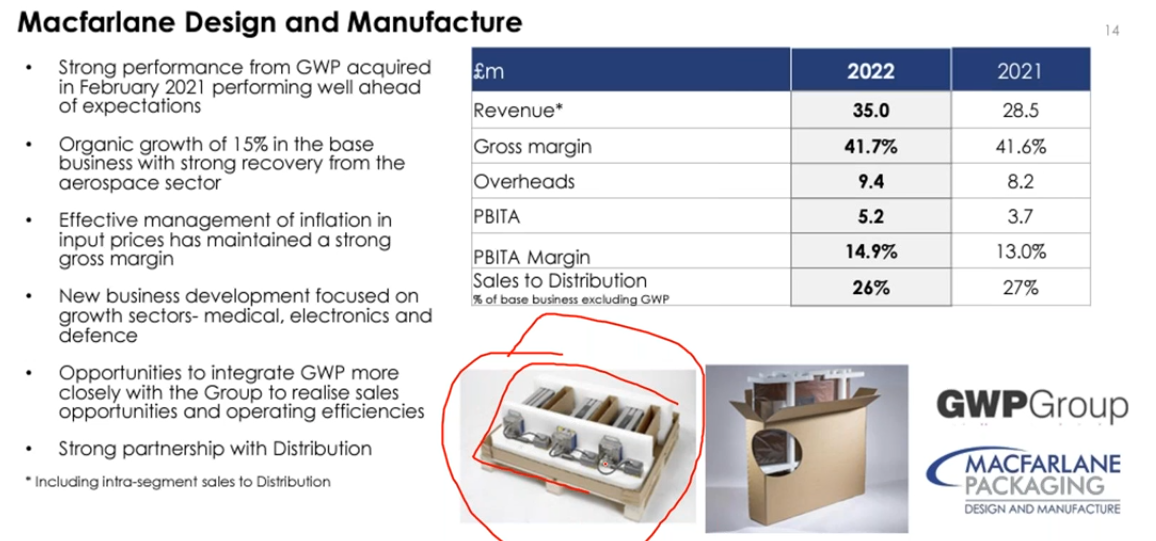 Macfarlane Design and Manufacture
14
• Strong performance from GWP acquired
in February 2021 performing well ahead
of expectations
• Organic growth of 15% in the base
business with strong recovery from the
aerospace sector
• Effective management of inflation in
input prices has maintained a strong
gross margin
• New business development focused on
growth sectors- medical, electronics and
defence
• Opportunities to integrate GWP more
closely with the Group to realise sales
opportunities and operating efficiencies
• Strong partnership with Distribution
* Including intra-segment sales to Distribution
£m 2022 2021
Revenue* 35.0 28.5
Gross margin 41.7% 41.6%
Overheads 9.4 8.2
PBITA 5.2 3.7
PBITA Margin 14.9% 13.0%
Sales to Distribution 26% 27%
% of base business excluding GWP
GWPGroup
MACFARLANE
PACKAGING
DESIGN AND MANUFACTURE